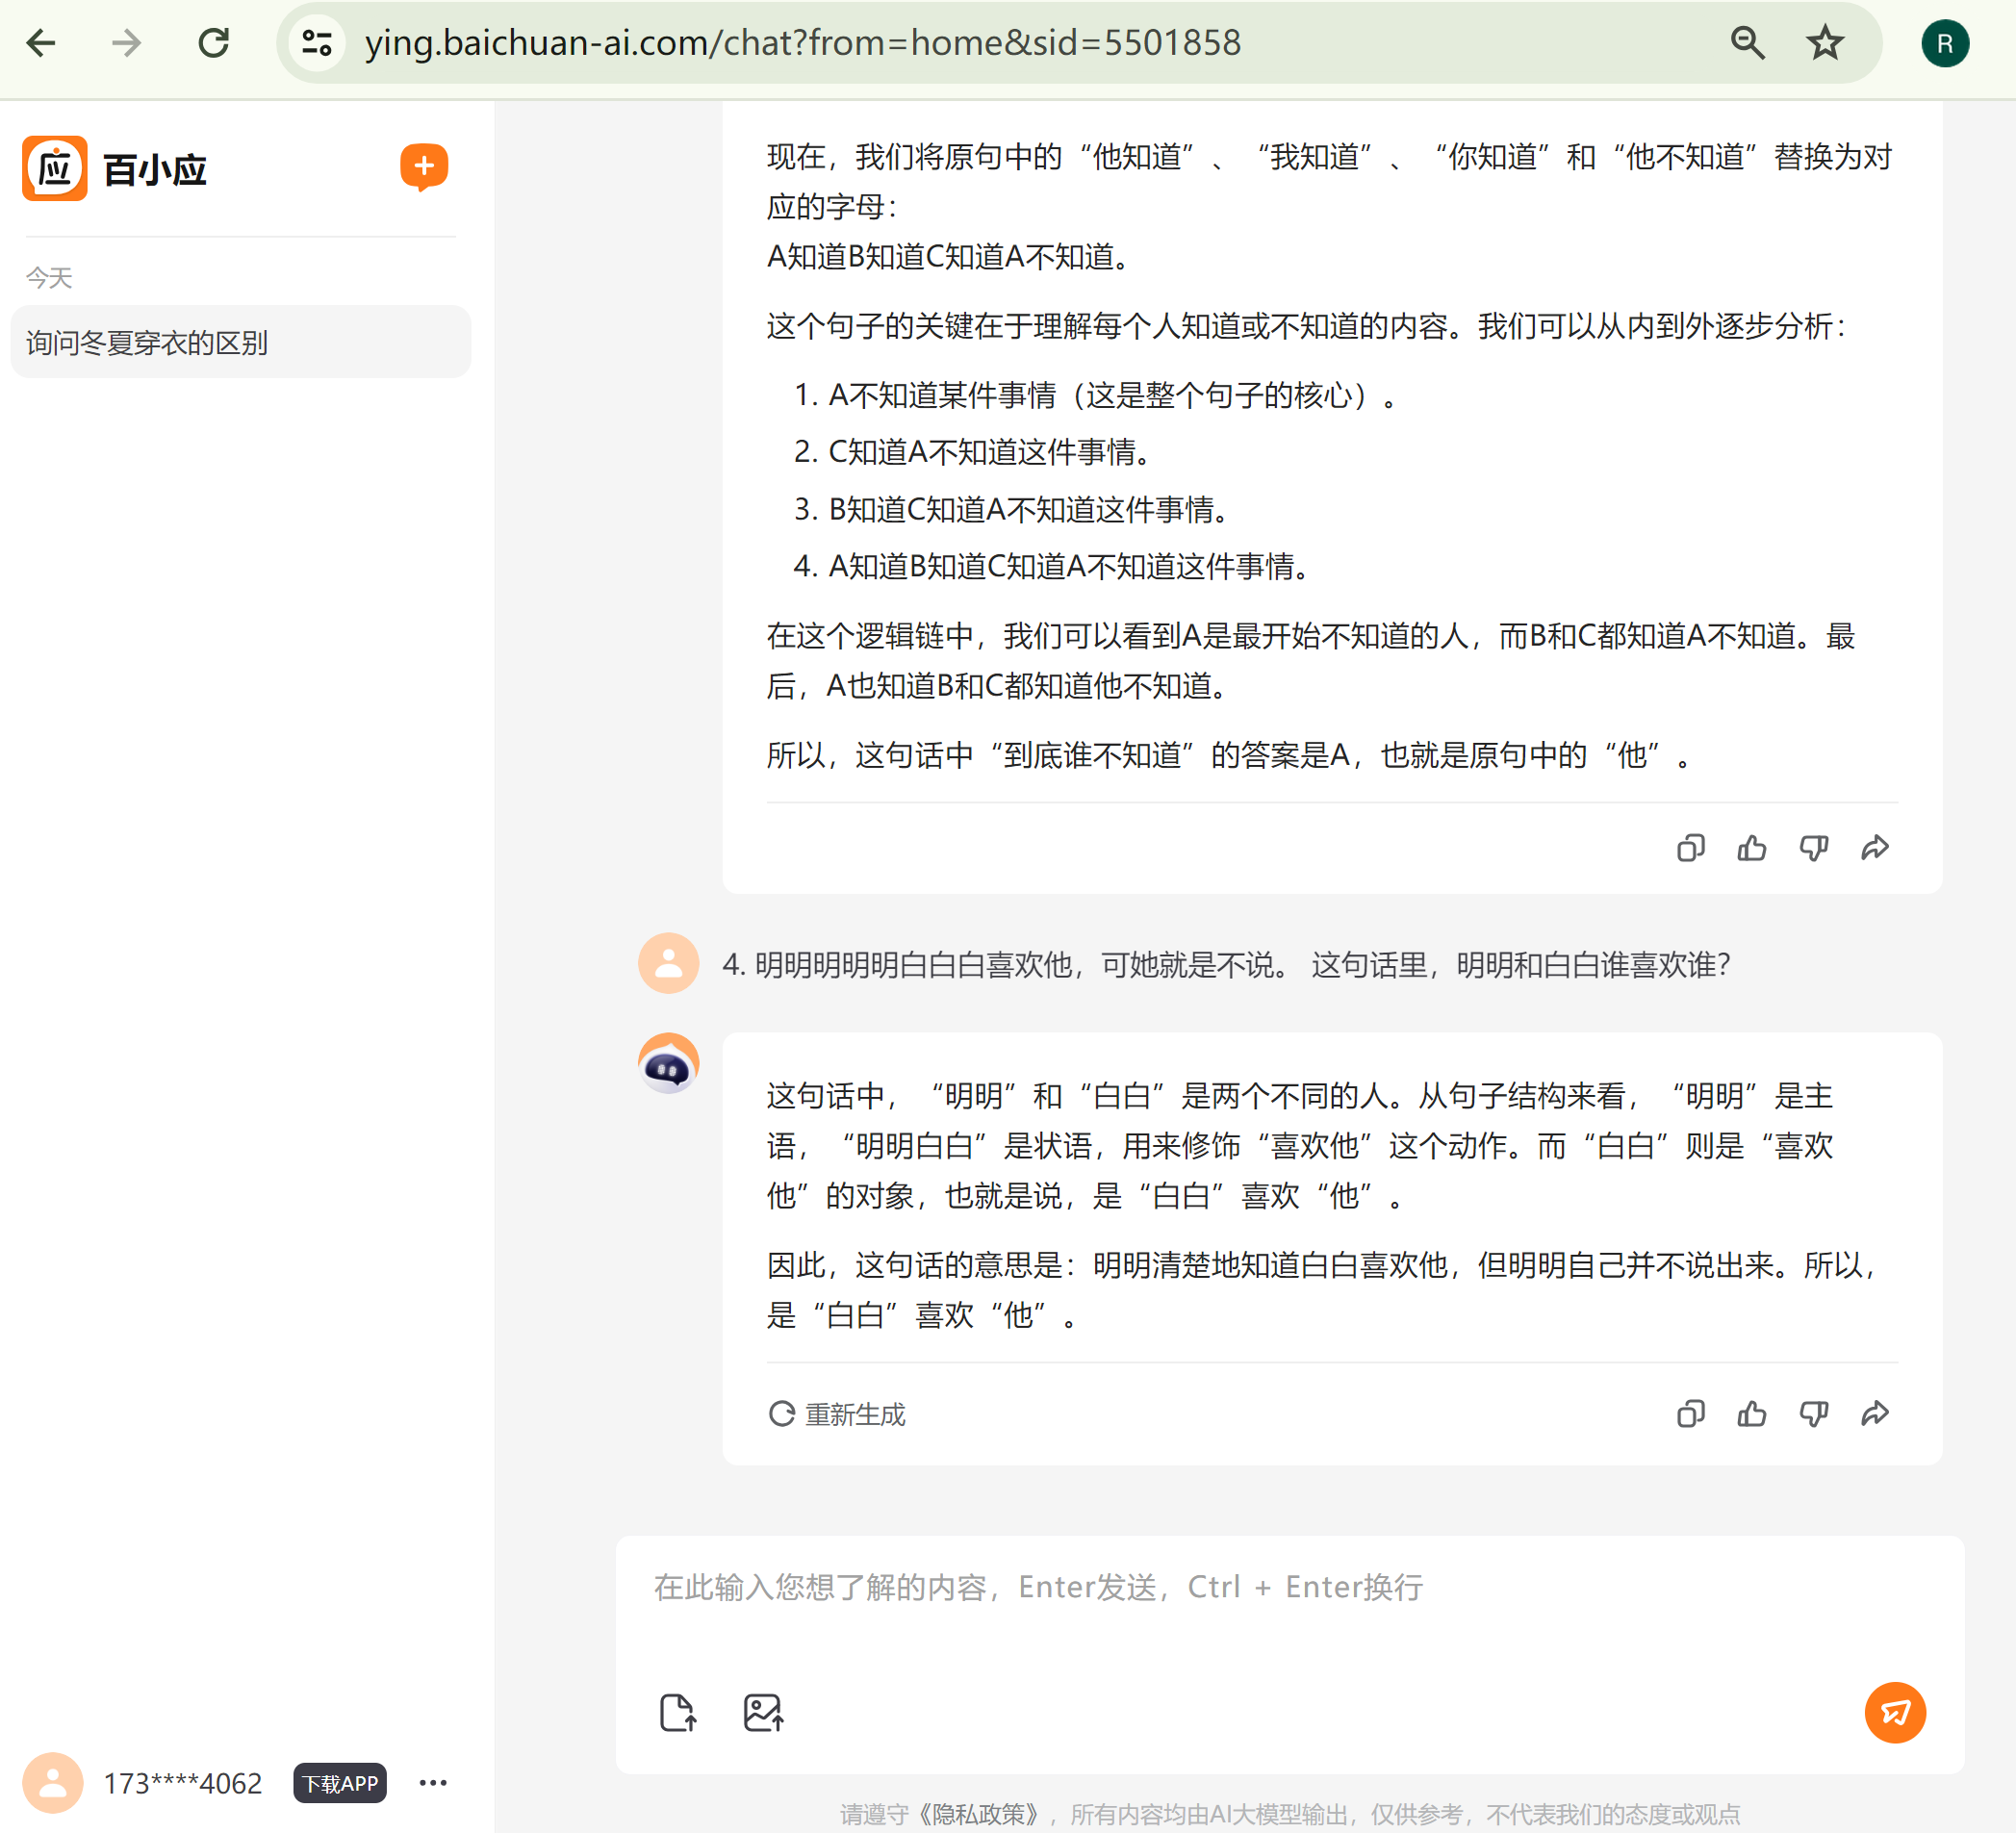 ying.baichuan-ai.com/chat?from=home&sid=5501858
R
应
百小应
今天
询问冬夏穿衣的区别
现在，我们将原句中的“他知道”、“我知道”、“你知道”和“他不知道”替换为对
应的字母：
A知道B知道C知道A不知道。
这个句子的关键在于理解每个人知道或不知道的内容。我们可以从内到外逐步分析：
1. A不知道某件事情（这是整个句子的核心）。
2. C知道A不知道这件事情。
3. B知道C知道A不知道这件事情。
4. A知道B知道C知道A不知道这件事情。
在这个逻辑链中，我们可以看到A是最开始不知道的人，而B和C都知道A不知道。最
后，A也知道B和C都知道他不知道。
所以，这句话中“到底谁不知道”的答案是A，也就是原句中的“他”。
4. 明明明明明白白白喜欢他，可她就是不说。 这句话里，明明和白白谁喜欢谁？
这句话中，“明明”和“白白”是两个不同的人。从句子结构来看，“明明”是主
语，“明明白白”是状语，用来修饰“喜欢他”这个动作。而“白白”则是“喜欢
他”的对象，也就是说，是“白白”喜欢“他”。
因此，这句话的意思是：明明清楚地知道白白喜欢他，但明明自己并不说出来。所以，
是“白白”喜欢“他”。
重新生成
在此输入您想了解的内容，Enter发送，Ctrl + Enter换行
173****4062
下载APP
请遵守《隐私政策》，所有内容均由AI大模型输出，仅供参考，不代表我们的态度或观点